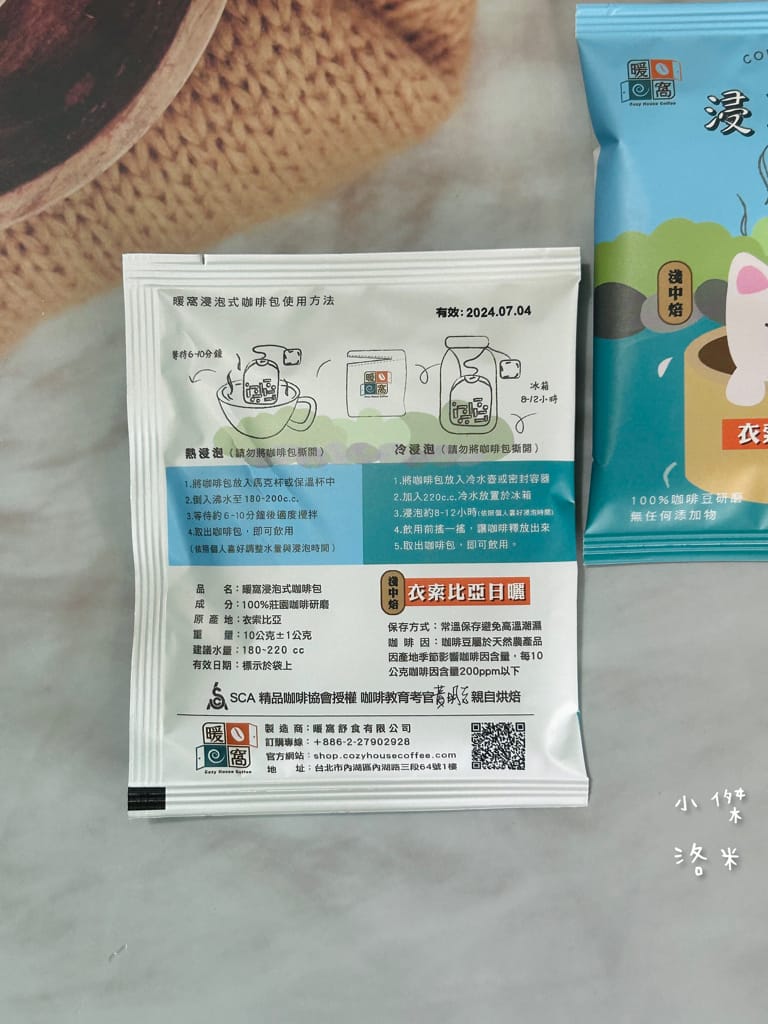 暖窩浸泡式咖啡包使用方法
有效: 2024.07.04
等待6-10分鐘
暖窩
冰箱
8-12小時
熱浸泡（請勿將咖啡包撕開）
1.將咖啡包放入馬克杯或保溫杯中
2.倒入沸水至180-200c.c.
3.等待約6-10分鐘後適度攪拌
4.取出咖啡包，即可飲用
(依照個人喜好調整水量與浸泡時間)
冷浸泡（請勿將咖啡包撕開）
1.將咖啡包放入冷水壺或密封容器
2.加入220c.c.冷水放置於冰箱
3.浸泡約8-12小時(依照個人喜好浸泡時間)
4.飲用前搖一搖，讓咖啡釋放出來
5.取出咖啡包，即可飲用。
品　　名：暖窩浸泡式咖啡包
成　　分：100%莊園咖啡研磨
原 產 地：衣索比亞
重　　量：10公克±1公克
建議水量：180~220 cc
有效日期：標示於袋上
淺中焙
衣索比亞日曬
保存方式：常溫保存避免高溫潮濕
咖 啡 因：咖啡豆屬於天然農產品
因產地季節影響咖啡因含量，每10
公克咖啡因含量200ppm以下
SCA 精品咖啡協會授權 咖啡教育考官 親自烘焙
暖窩
Cozy House Coffee
製 造 商：暖窩舒食有限公司
訂購專線：+886-2-27902928
官方網站：shop.cozyhousecoffee.com
地　　址：台北市內湖區內湖路三段64號1樓
暖窩
Cozy House Coffee
浸
淺中焙
衣索
100%咖啡豆研磨
無任何添加物
小傑
洛米